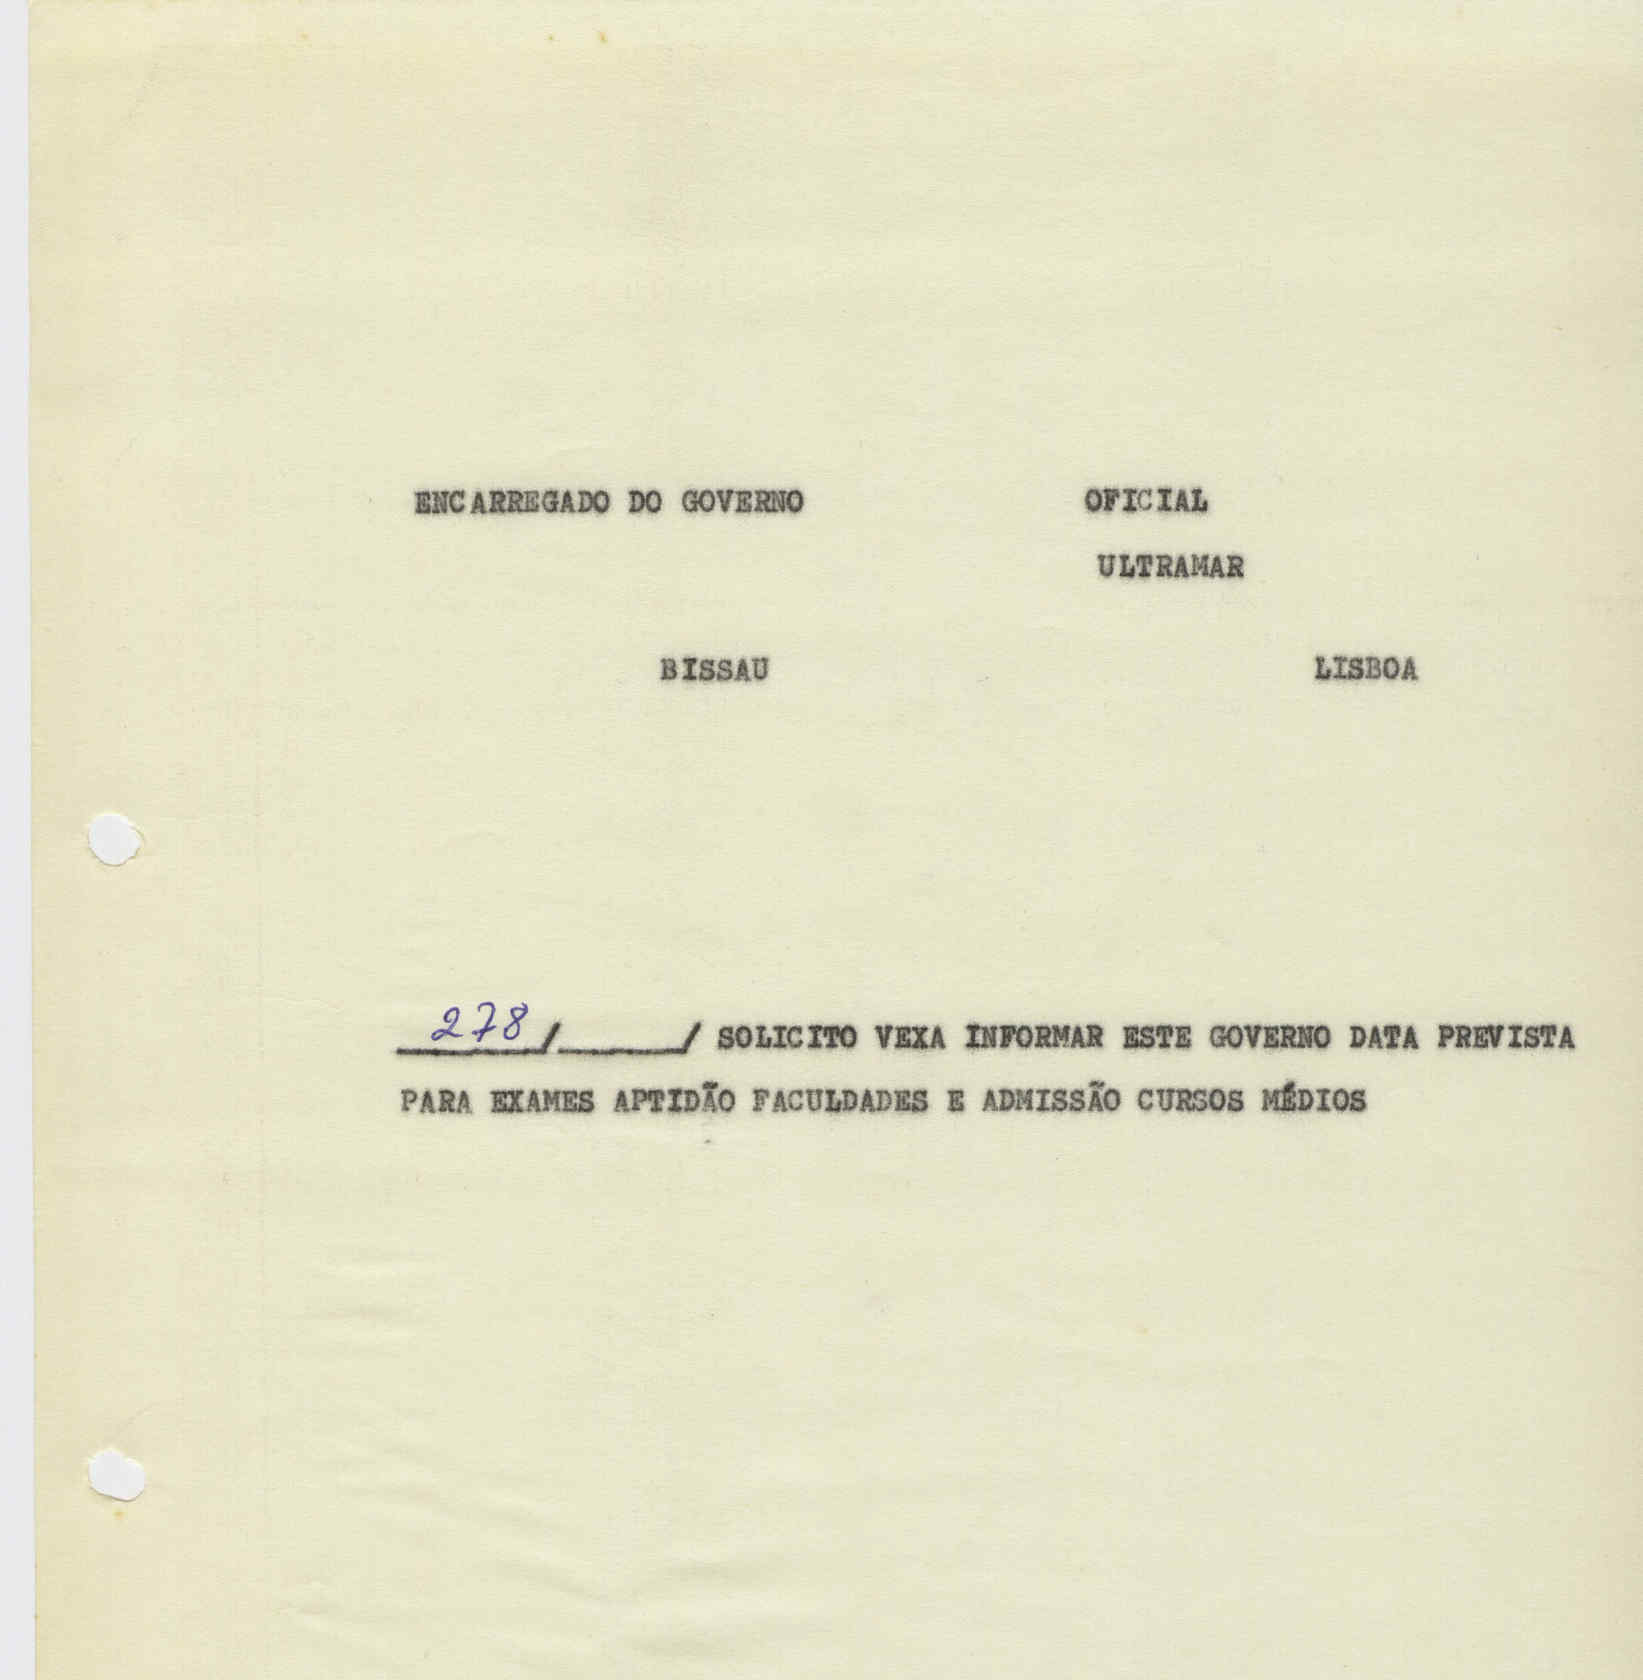 ENCARREGADO DO GOVERNO OFICIAL
ULTRAMAR
BISSAU LISBOA
278/_____/ SOLICITO VEXA INFORMAR ESTE GOVERNO DATA PREVISTA
PARA EXAMES APTIDÃO FACULDADES E ADMISSÃO CURSOS MÉDIOS